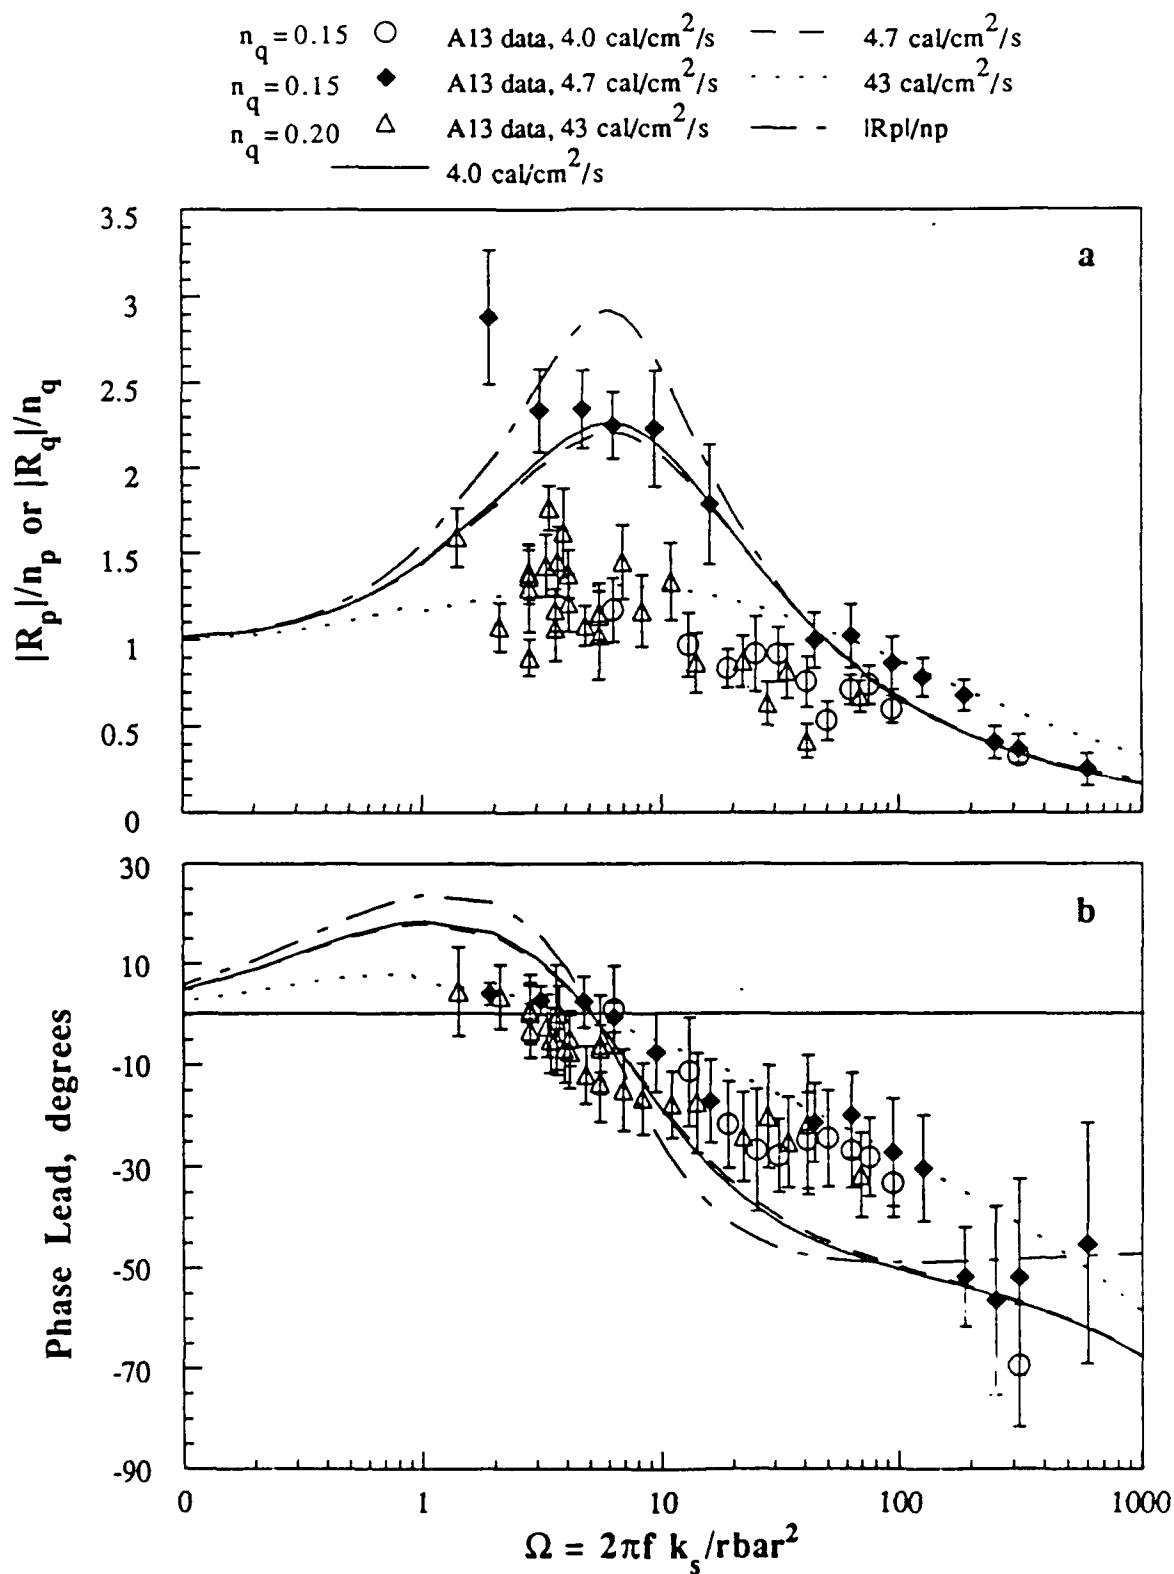 n_q=0.15 A13 data, 4.0 cal/cm²/s 4.7 cal/cm²/s
n_q=0.15 A13 data, 4.7 cal/cm²/s 43 cal/cm²/s
n_q=0.20 A13 data, 43 cal/cm²/s |Rp|/np
4.0 cal/cm²/s
a
|R_p|/n_p or |R_q|/n_q
3.5
3
2.5
2
1.5
1
0.5
0
b
Phase Lead, degrees
30
10
-10
-30
-50
-70
-90
0 1 10 100 1000
Ω = 2πf k_s/rbar²